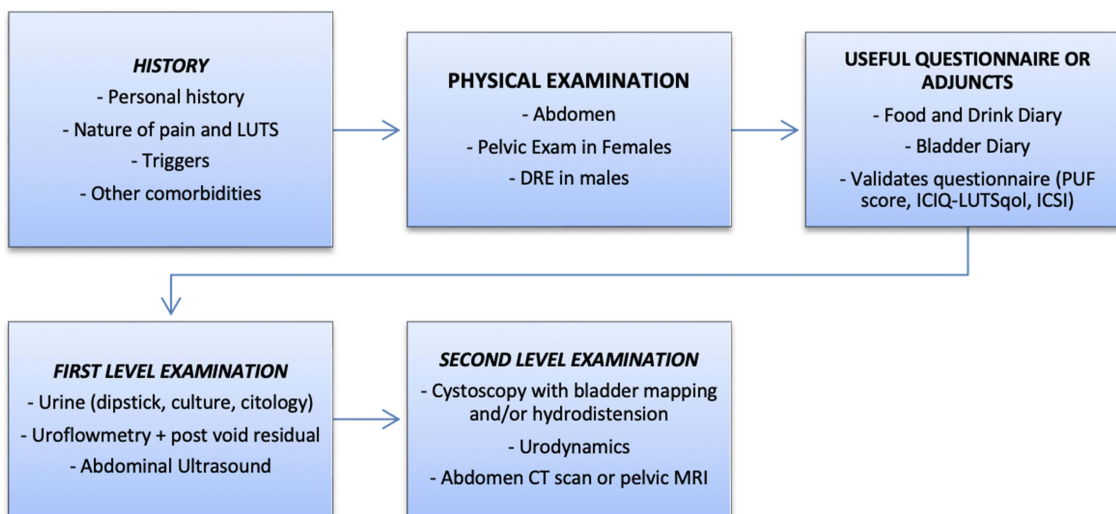 HISTORY
- Personal history
- Nature of pain and LUTS
- Triggers
- Other comorbidities
PHYSICAL EXAMINATION
- Abdomen
- Pelvic Exam in Females
- DRE in males
USEFUL QUESTIONNAIRE OR
ADJUNCTS
- Food and Drink Diary
- Bladder Diary
- Validates questionnaire (PUF
score, ICIQ-LUTSqol, ICSI)
FIRST LEVEL EXAMINATION
- Urine (dipstick, culture, citology)
- Uroflowmetry + post void residual
- Abdominal Ultrasound
SECOND LEVEL EXAMINATION
- Cystoscopy with bladder mapping
and/or hydrodistension
- Urodynamics
- Abdomen CT scan or pelvic MRI